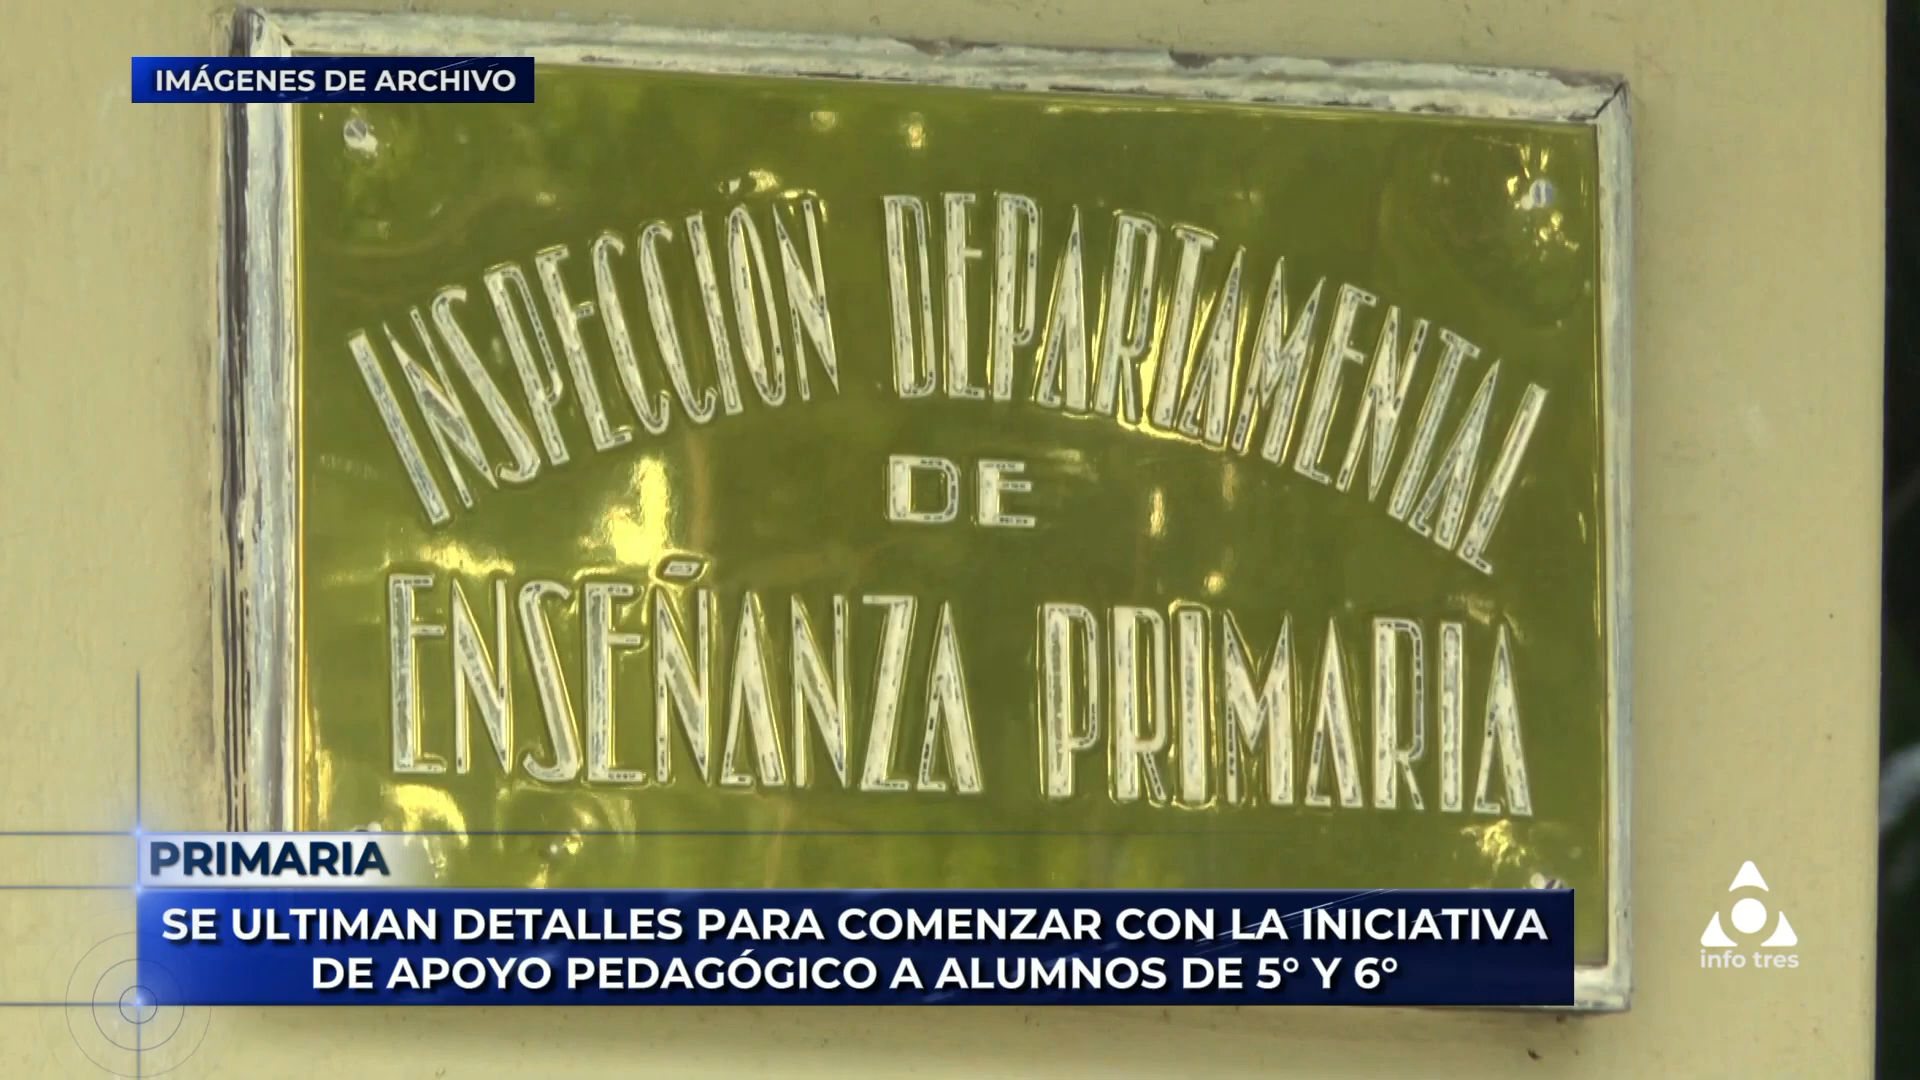 IMÁGENES DE ARCHIVO
INSPECCIÓN DEPARTAMENTAL
DE
ENSEÑANZA PRIMARIA
PRIMARIA
SE ULTIMAN DETALLES PARA COMENZAR CON LA INICIATIVA
DE APOYO PEDAGÓGICO A ALUMNOS DE 5° Y 6°
info tres